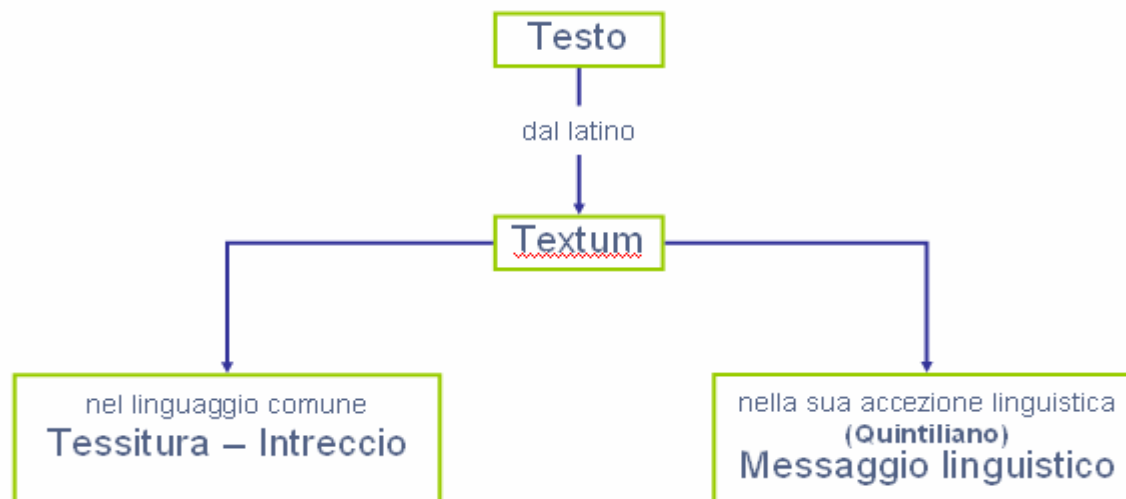 Testo
dal latino
Textum
nel linguaggio comune
Tessitura – Intreccio
nella sua accezione linguistica
(Quintiliano)
Messaggio linguistico